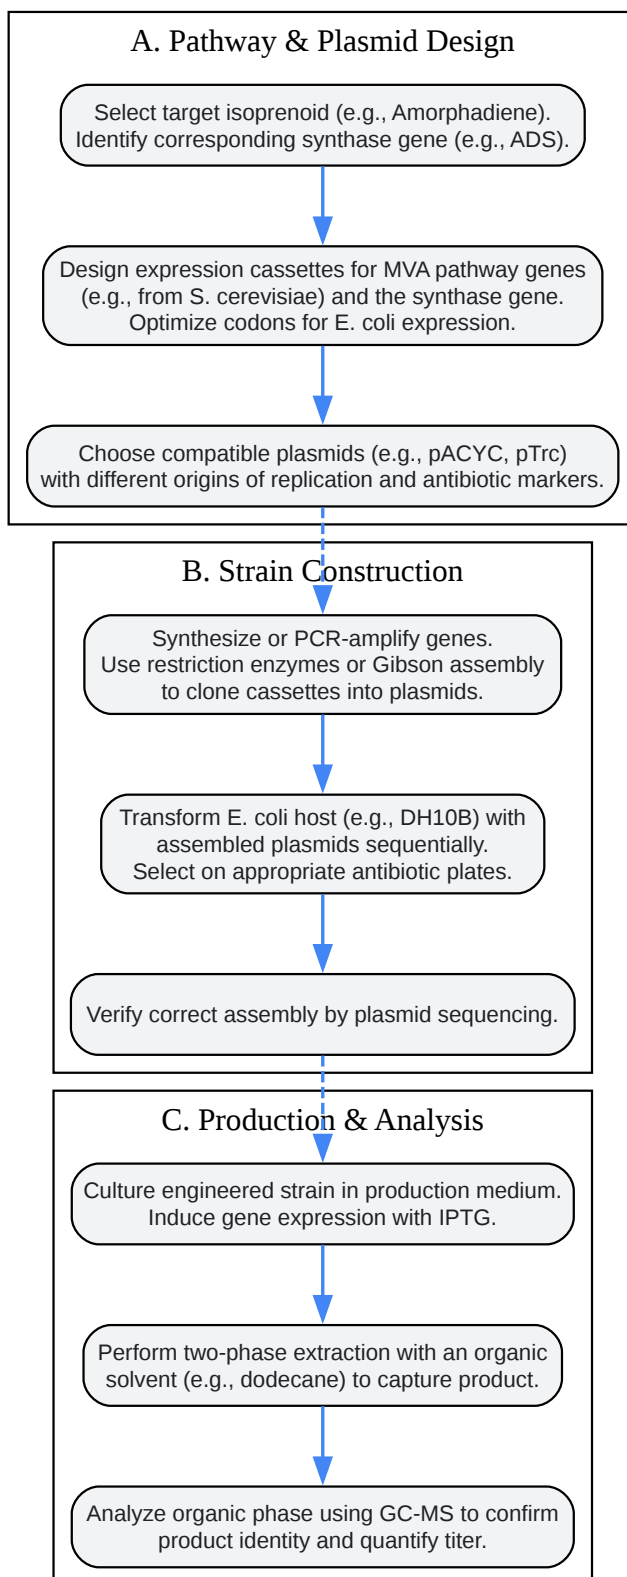 A. Pathway & Plasmid Design
Select target isoprenoid (e.g., Amorphadiene).
Identify corresponding synthase gene (e.g., ADS).
Design expression cassettes for MVA pathway genes
(e.g., from S. cerevisiae) and the synthase gene.
Optimize codons for E. coli expression.
Choose compatible plasmids (e.g., pACYC, pTrc)
with different origins of replication and antibiotic markers.
B. Strain Construction
Synthesize or PCR-amplify genes.
Use restriction enzymes or Gibson assembly
to clone cassettes into plasmids.
Transform E. coli host (e.g., DH10B) with
assembled plasmids sequentially.
Select on appropriate antibiotic plates.
Verify correct assembly by plasmid sequencing.
C. Production & Analysis
Culture engineered strain in production medium.
Induce gene expression with IPTG.
Perform two-phase extraction with an organic
solvent (e.g., dodecane) to capture product.
Analyze organic phase using GC-MS to confirm
product identity and quantify titer.